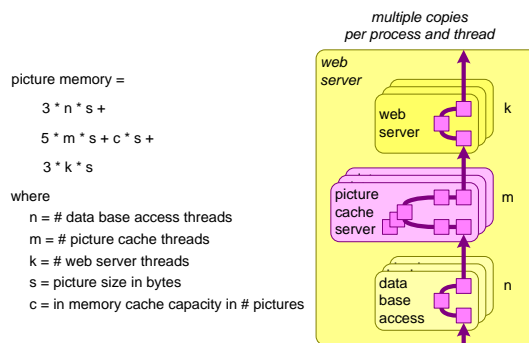 multiple copies
per process and thread
picture memory =
3 * n * s +
5 * m * s + c * s +
3 * k * s
where
n = # data base access threads
m = # picture cache threads
k = # web server threads
s = picture size in bytes
c = in memory cache capacity in # pictures
web
server
web
server
k
picture
cache
server
m
data
base
access
n